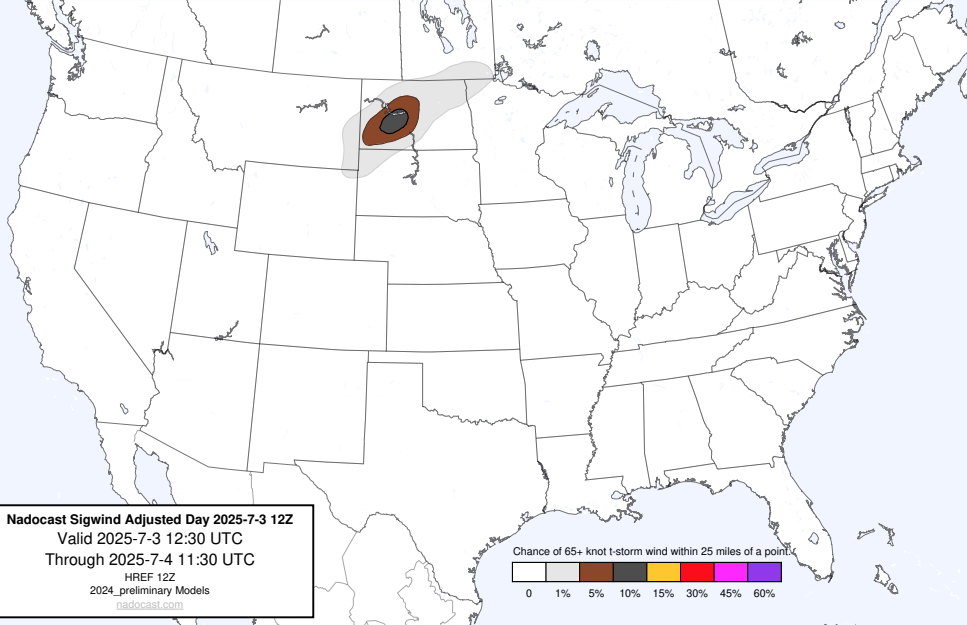 Nadocast Sigwind Adjusted Day 2025-7-3 12Z
Valid 2025-7-3 12:30 UTC
Through 2025-7-4 11:30 UTC
HREF 12Z
2024_preliminary Models
nadocast.com
Chance of 65+ knot t-storm wind within 25 miles of a point.
0 1% 5% 10% 15% 30% 45% 60%